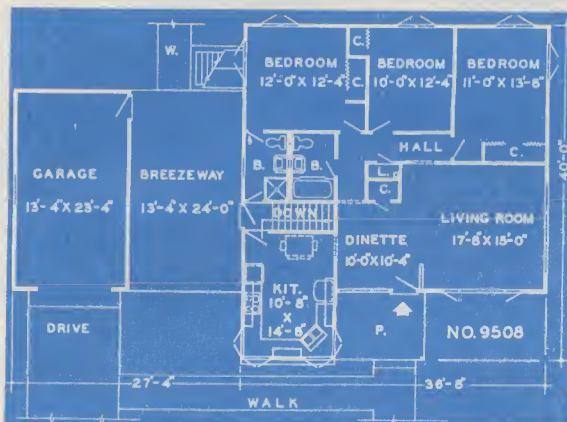 W.
BEDROOM
12'-0" X 12'-4"
C.
C.
BEDROOM
10'-0" X 12'-4"
BEDROOM
11'-0" X 13'-8"
GARAGE
13'-4" X 23'-4"
BREEZEWAY
13'-4" X 24'-0"
B.
B.
HALL
C.
L.
C.
40'-0"
DOWN
LIVING ROOM
17'-8" X 15'-0"
DINETTE
10'-0" X 10'-4"
KIT.
10'-8"
X
14'-8"
DRIVE
P.
NO. 9508
27'-4"
36'-8"
WALK